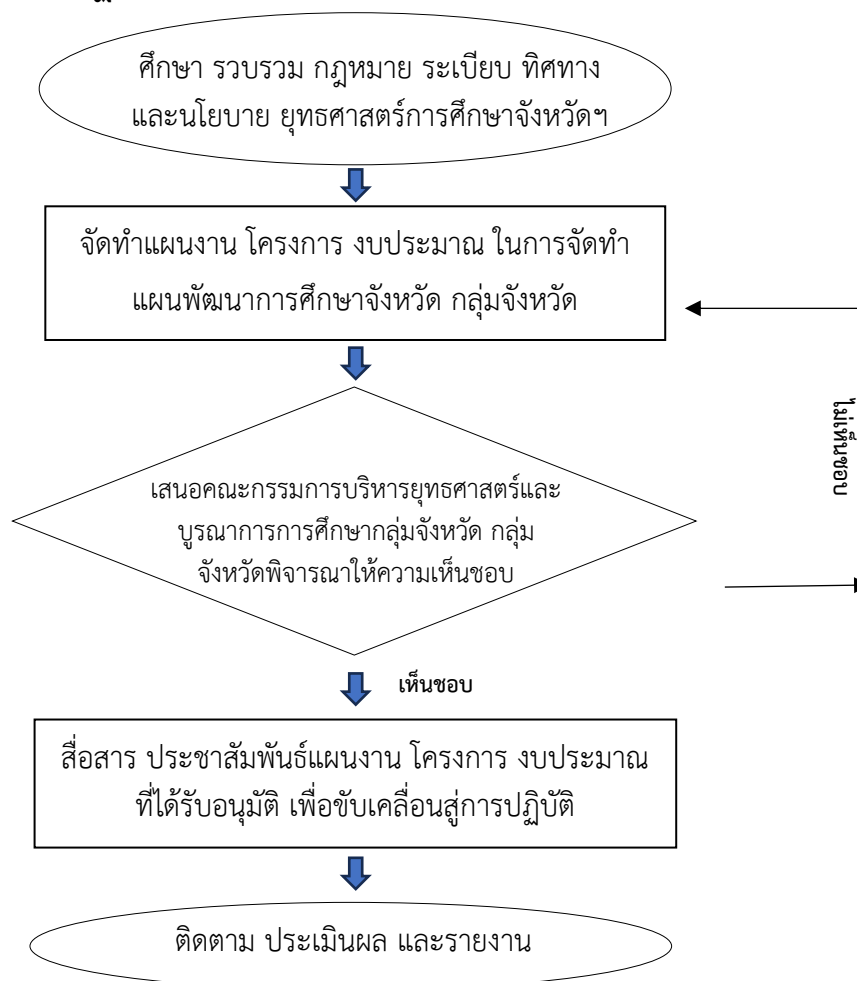 ศึกษา รวบรวม กฎหมาย ระเบียบ ทิศทาง
และนโยบาย ยุทธศาสตร์การศึกษาจังหวัดฯ
จัดทำแผนงาน โครงการ งบประมาณ ในการจัดทำ
แผนพัฒนาการศึกษาจังหวัด กลุ่มจังหวัด
ไม่เห็นชอบ
เสนอคณะกรรมการบริหารยุทธศาสตร์และ
บูรณาการการศึกษากลุ่มจังหวัด กลุ่ม
จังหวัดพิจารณาให้ความเห็นชอบ
เห็นชอบ
สื่อสาร ประชาสัมพันธ์แผนงาน โครงการ งบประมาณ
ที่ได้รับอนุมัติ เพื่อขับเคลื่อนสู่การปฏิบัติ
ติดตาม ประเมินผล และรายงาน